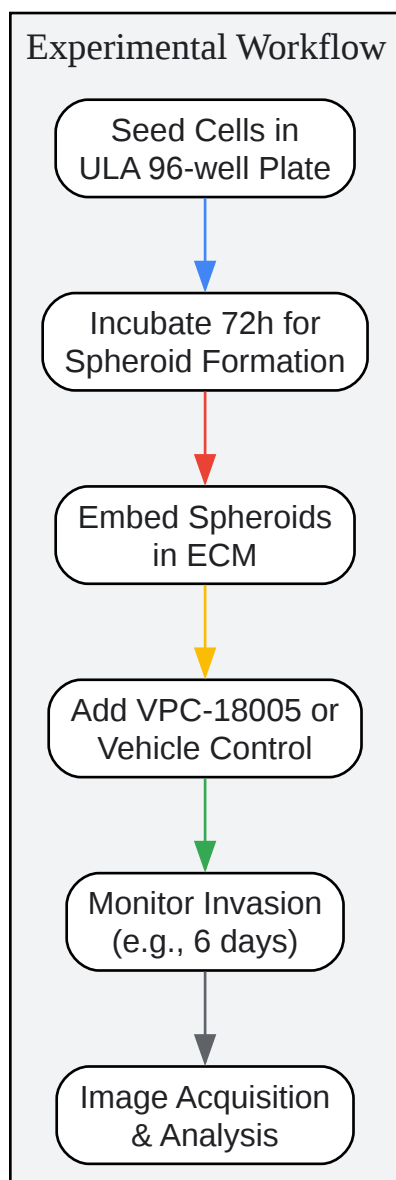 Experimental Workflow
Seed Cells in
ULA 96-well Plate
Incubate 72h for
Spheroid Formation
Embed Spheroids
in ECM
Add VPC-18005 or
Vehicle Control
Monitor Invasion
(e.g., 6 days)
Image Acquisition
& Analysis